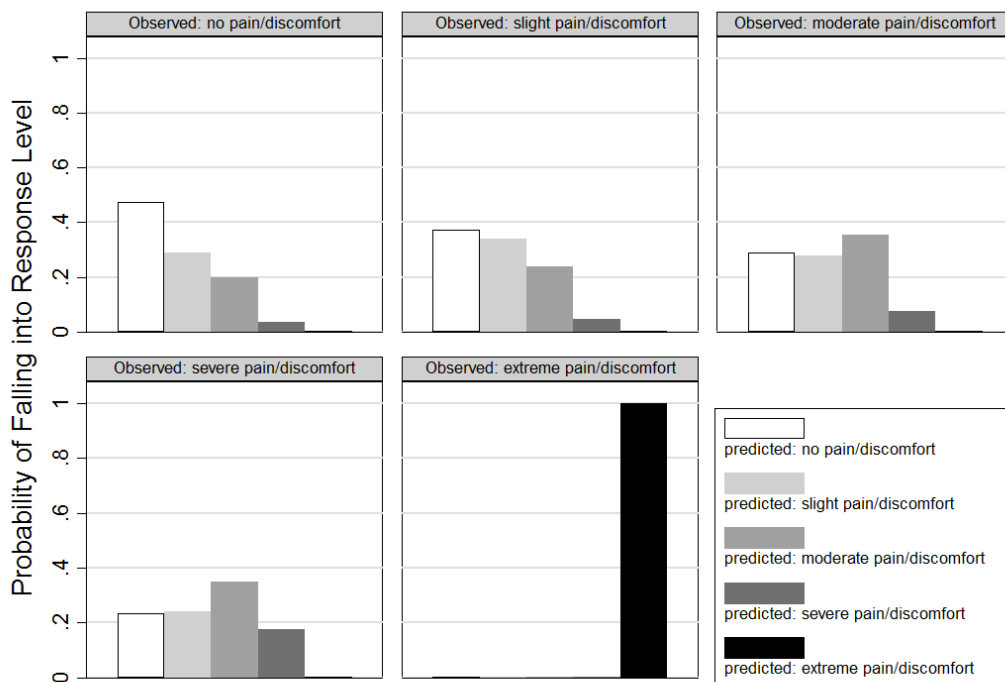 Observed: no pain/discomfort
Observed: slight pain/discomfort
Observed: moderate pain/discomfort
Probability of Falling into Response Level
1
.8
.6
.4
.2
0
Observed: severe pain/discomfort
Observed: extreme pain/discomfort
1
.8
.6
.4
.2
0
predicted: no pain/discomfort
predicted: slight pain/discomfort
predicted: moderate pain/discomfort
predicted: severe pain/discomfort
predicted: extreme pain/discomfort